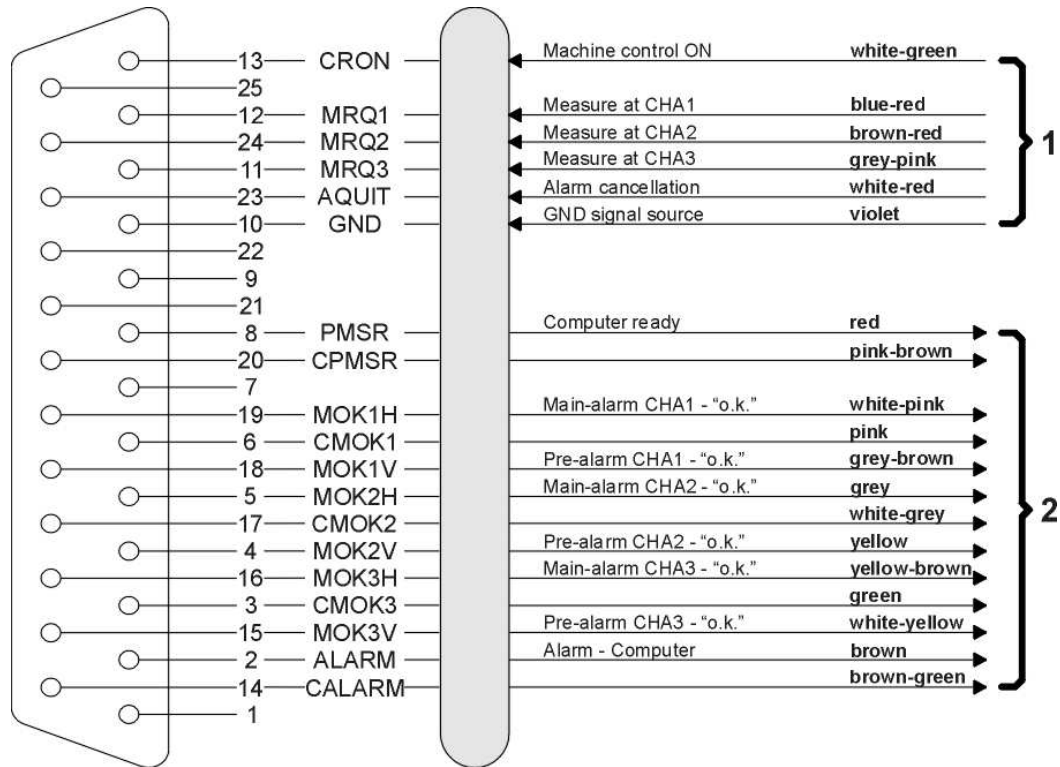 13 CRON Machine control ON white-green
25
12 MRQ1 Measure at CHA1 blue-red
24 MRQ2 Measure at CHA2 brown-red
1
11 MRQ3 Measure at CHA3 grey-pink
23 AQUIT Alarm cancellation white-red
10 GND GND signal source violet
22
9
21
8 PMSR Computer ready red
20 CPMSR pink-brown
7
19 MOK1H Main-alarm CHA1 - “o.k.” white-pink
6 CMOK1 pink
18 MOK1V Pre-alarm CHA1 - “o.k.” grey-brown
5 MOK2H Main-alarm CHA2 - “o.k.” grey
17 CMOK2 white-grey
2
4 MOK2V Pre-alarm CHA2 - “o.k.” yellow
16 MOK3H Main-alarm CHA3 - “o.k.” yellow-brown
3 CMOK3 green
15 MOK3V Pre-alarm CHA3 - “o.k.” white-yellow
2 ALARM Alarm - Computer brown
14 CALARM brown-green
1